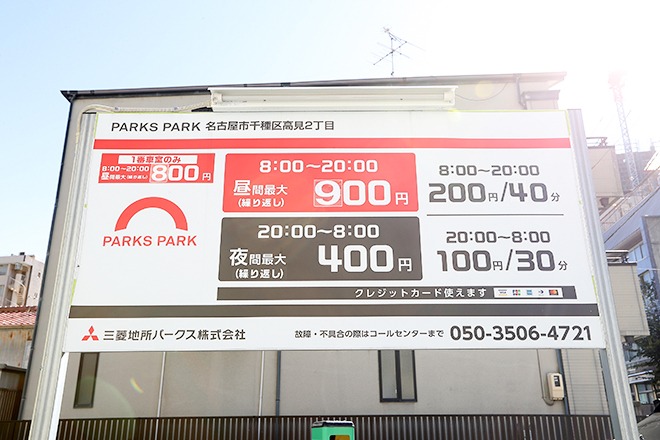 PARKS PARK 名古屋市千種区高見2丁目
1番車室のみ
8:00〜20:00
昼間最大(繰り返し) 800円
PARKS PARK
8:00〜20:00
昼間最大(繰り返し) 900円
20:00〜8:00
夜間最大(繰り返し) 400円
8:00〜20:00
200円/40分
20:00〜8:00
100円/30分
クレジットカード使えます
三菱地所パークス株式会社
故障・不具合の際はコールセンターまで 050-3506-4721